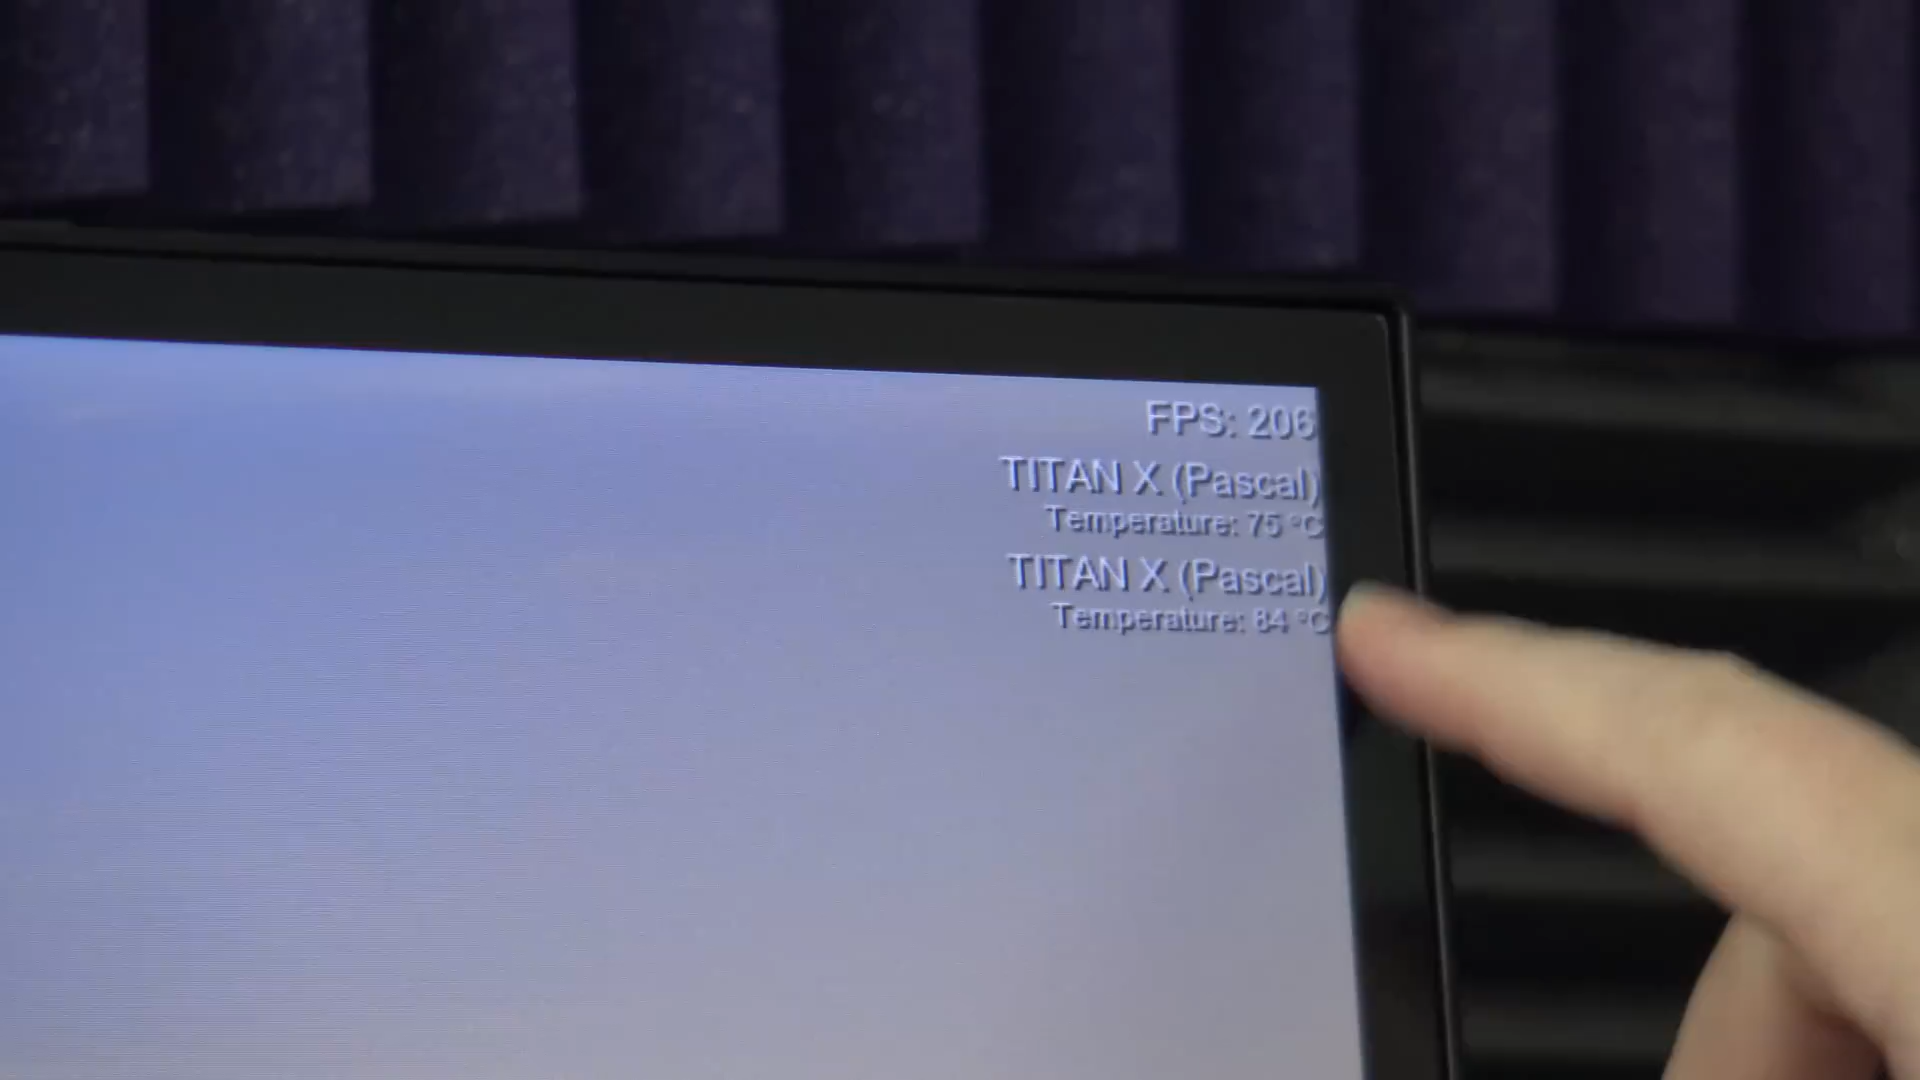 FPS: 206
TITAN X (Pascal)
Temperature: 75 °C
TITAN X (Pascal)
Temperature: 84 °C